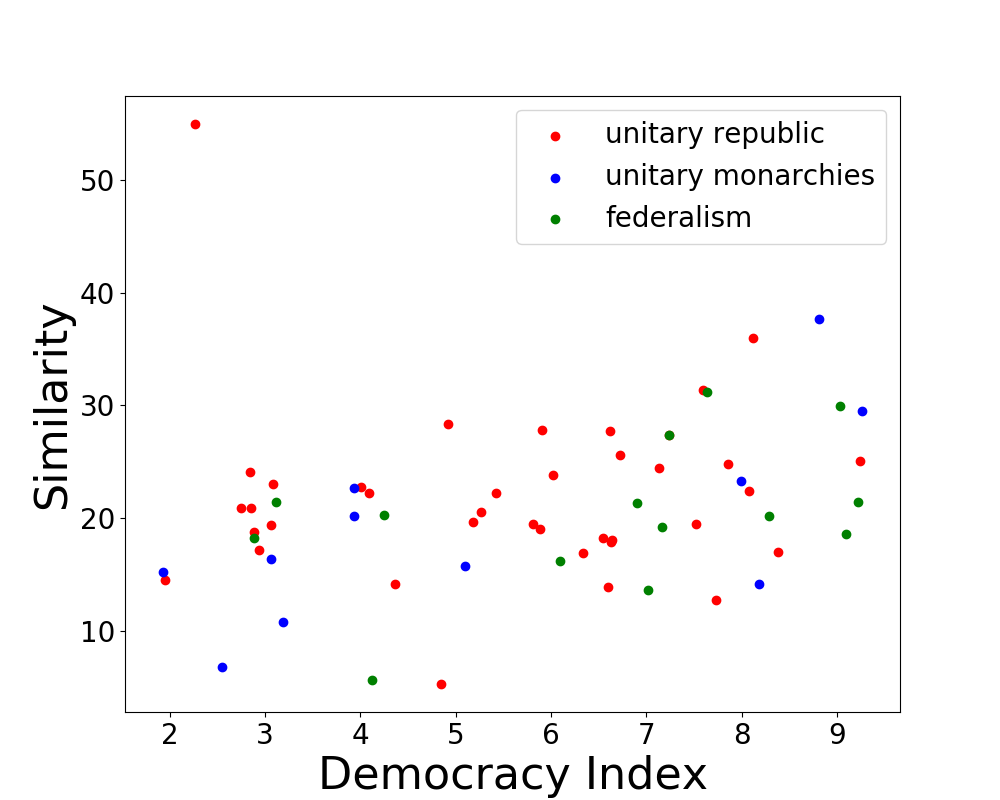 unitary republic
unitary monarchies
federalism
50
40
30
20
10
Similarity
2 3 4 5 6 7 8 9
Democracy Index